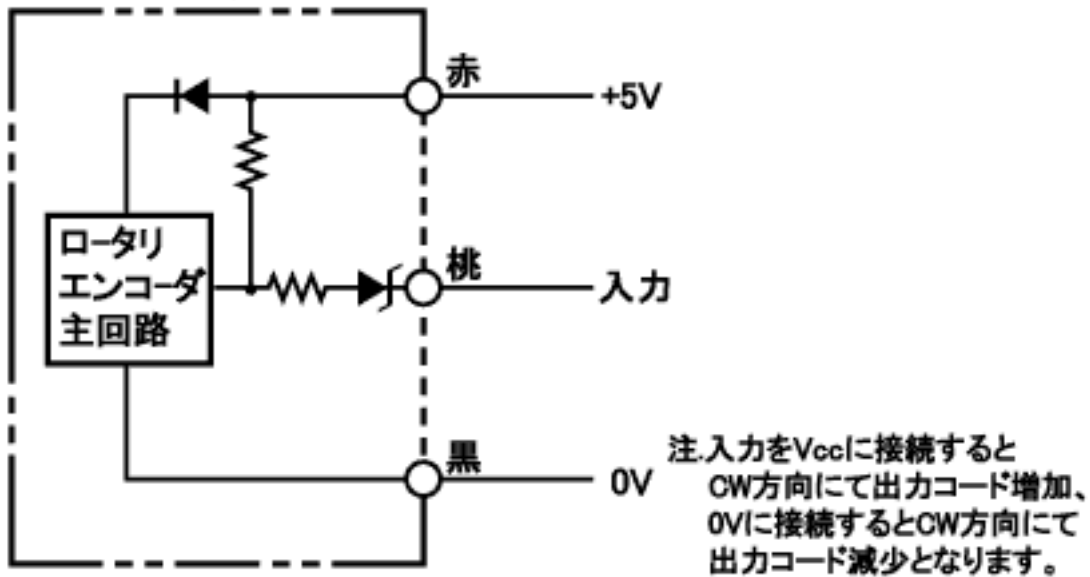 赤
+5V
ロータリ
エンコーダ
主回路
桃
入力
黒
0V
注.入力をVccに接続すると
CW方向にて出力コード増加、
0Vに接続するとCW方向にて
出力コード減少となります。